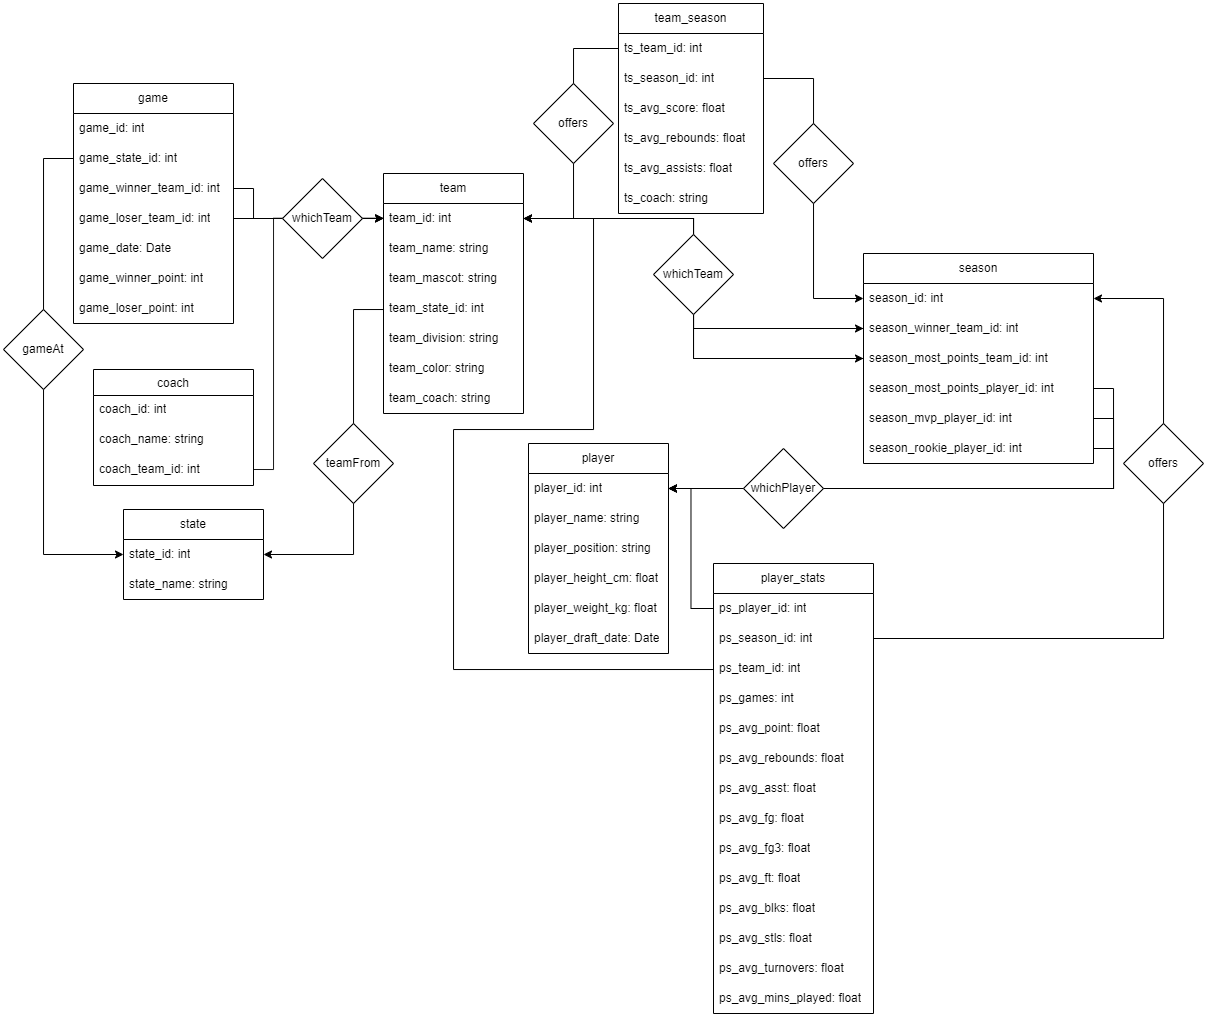 team_season
ts_team_id: int
ts_season_id: int
ts_avg_score: float
ts_avg_rebounds: float
ts_avg_assists: float
ts_coach: string
offers
offers
game
game_id: int
game_state_id: int
game_winner_team_id: int
game_loser_team_id: int
game_date: Date
game_winner_point: int
game_loser_point: int
whichTeam
team
team_id: int
team_name: string
team_mascot: string
team_state_id: int
team_division: string
team_color: string
team_coach: string
whichTeam
season
season_id: int
season_winner_team_id: int
season_most_points_team_id: int
season_most_points_player_id: int
season_mvp_player_id: int
season_rookie_player_id: int
gameAt
coach
coach_id: int
coach_name: string
coach_team_id: int
teamFrom
state
state_id: int
state_name: string
player
player_id: int
player_name: string
player_position: string
player_height_cm: float
player_weight_kg: float
player_draft_date: Date
whichPlayer
offers
player_stats
ps_player_id: int
ps_season_id: int
ps_team_id: int
ps_games: int
ps_avg_point: float
ps_avg_rebounds: float
ps_avg_asst: float
ps_avg_fg: float
ps_avg_fg3: float
ps_avg_ft: float
ps_avg_blks: float
ps_avg_stls: float
ps_avg_turnovers: float
ps_avg_mins_played: float